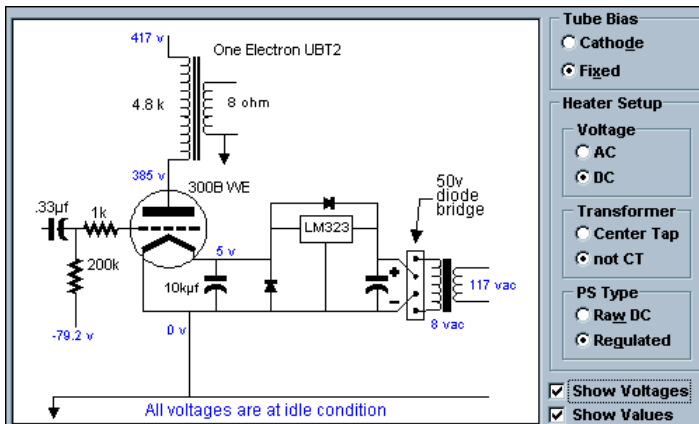 417 v
One Electron UBT2
4.8 k
8 ohm
385 v
300B WE
.33µf
1k
200k
-79.2 v
5 v
10kµf
0 v
LM323
50v
diode
bridge
+
−
117 vac
8 vac
All voltages are at idle condition
Tube Bias
Cathode
Fixed
Heater Setup
Voltage
AC
DC
Transformer
Center Tap
not CT
PS Type
Raw DC
Regulated
Show Voltages
Show Values